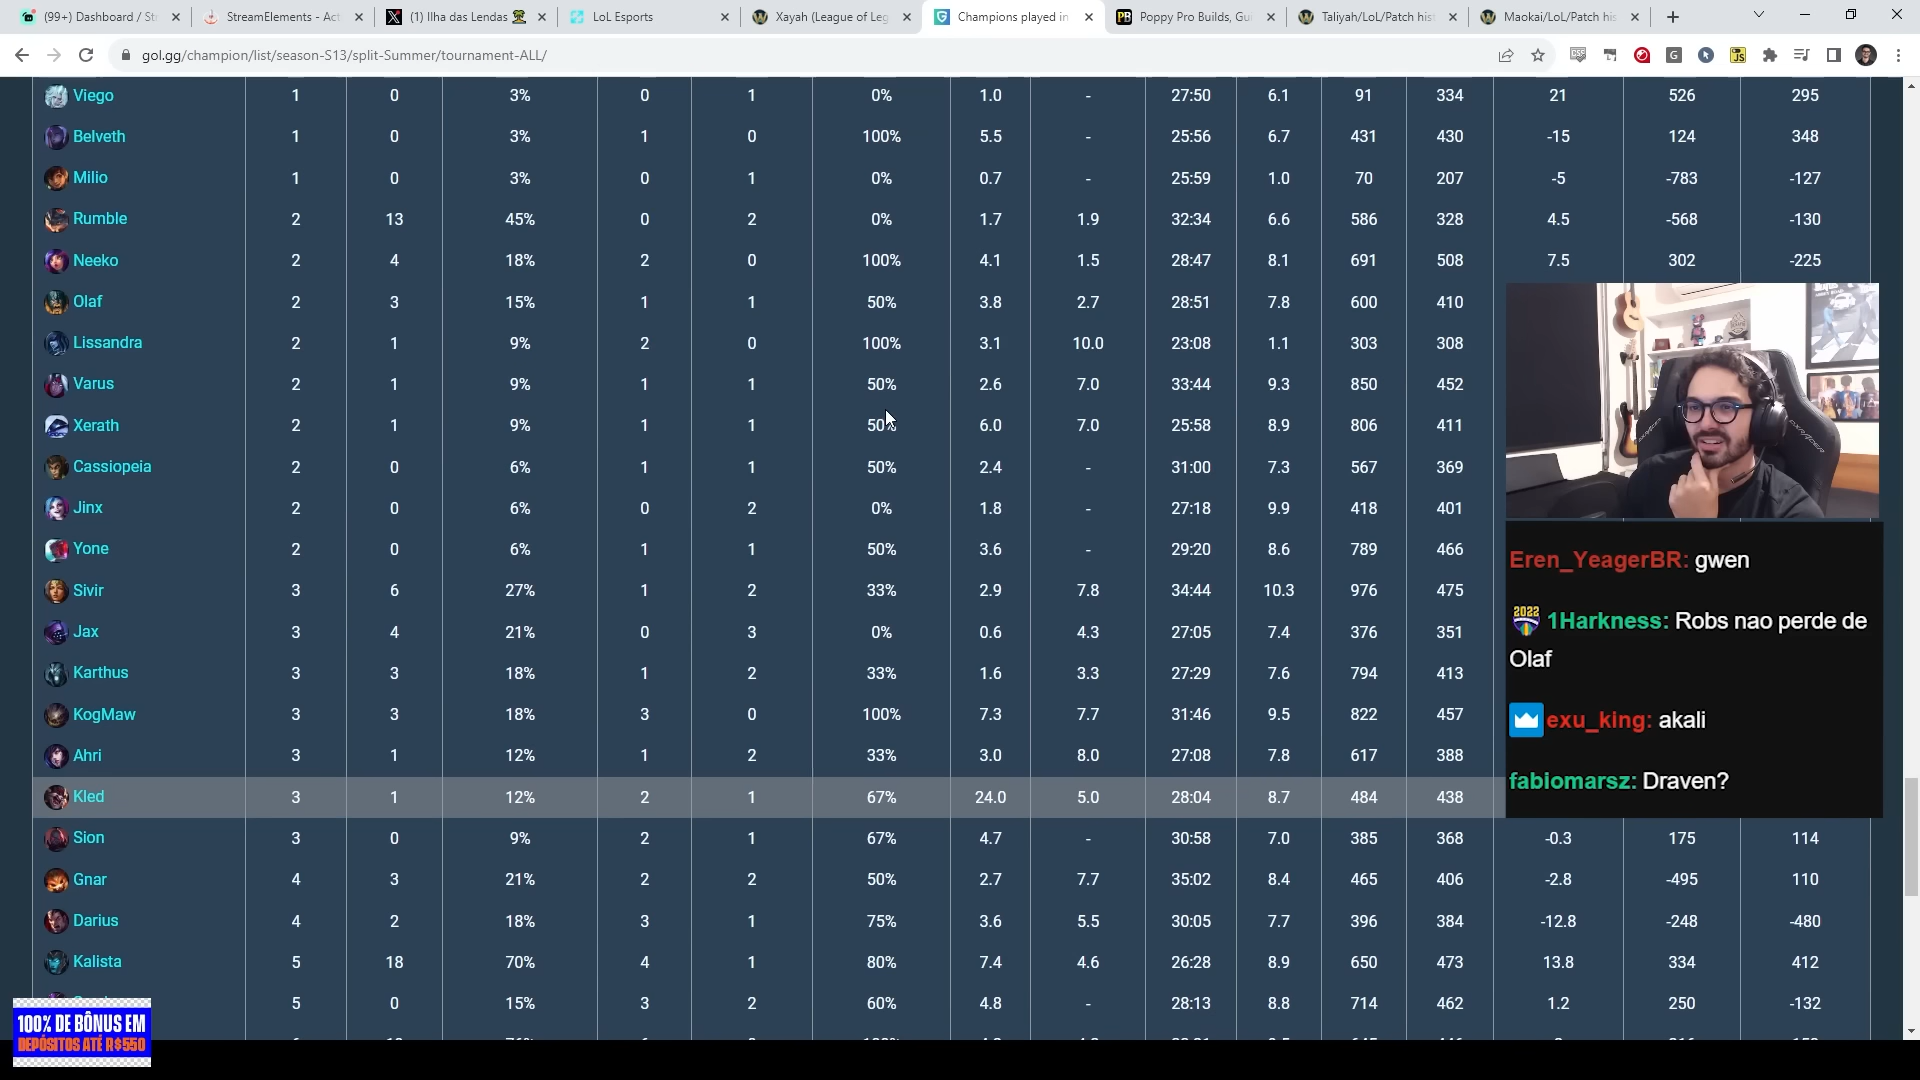 (99+) Dashboard / Str
StreamElements - Act
(1) Ilha das Lendas
LoL Esports
Xayah (League of Leg
Champions played in
Poppy Pro Builds, Gui
Taliyah/LoL/Patch hist
Maokai/LoL/Patch his
gol.gg/champion/list/season-S13/split-Summer/tournament-ALL/
Viego 1 0 3% 0 1 0% 1.0 - 27:50 6.1 91 334 21 526 295
Belveth 1 0 3% 1 0 100% 5.5 - 25:56 6.7 431 430 -15 124 348
Milio 1 0 3% 0 1 0% 0.7 - 25:59 1.0 70 207 -5 -783 -127
Rumble 2 13 45% 0 2 0% 1.7 1.9 32:34 6.6 586 328 4.5 -568 -130
Neeko 2 4 18% 2 0 100% 4.1 1.5 28:47 8.1 691 508 7.5 302 -225
Olaf 2 3 15% 1 1 50% 3.8 2.7 28:51 7.8 600 410
Lissandra 2 1 9% 2 0 100% 3.1 10.0 23:08 1.1 303 308
Varus 2 1 9% 1 1 50% 2.6 7.0 33:44 9.3 850 452
Xerath 2 1 9% 1 1 50% 6.0 7.0 25:58 8.9 806 411
Cassiopeia 2 0 6% 1 1 50% 2.4 - 31:00 7.3 567 369
Jinx 2 0 6% 0 2 0% 1.8 - 27:18 9.9 418 401
Yone 2 0 6% 1 1 50% 3.6 - 29:20 8.6 789 466
Sivir 3 6 27% 1 2 33% 2.9 7.8 34:44 10.3 976 475
Jax 3 4 21% 0 3 0% 0.6 4.3 27:05 7.4 376 351
Karthus 3 3 18% 1 2 33% 1.6 3.3 27:29 7.6 794 413
KogMaw 3 3 18% 3 0 100% 7.3 7.7 31:46 9.5 822 457
Ahri 3 1 12% 1 2 33% 3.0 8.0 27:08 7.8 617 388
Kled 3 1 12% 2 1 67% 24.0 5.0 28:04 8.7 484 438
Sion 3 0 9% 2 1 67% 4.7 - 30:58 7.0 385 368 -0.3 175 114
Gnar 4 3 21% 2 2 50% 2.7 7.7 35:02 8.4 465 406 -2.8 -495 110
Darius 4 2 18% 3 1 75% 3.6 5.5 30:05 7.7 396 384 -12.8 -248 -480
Kalista 5 18 70% 4 1 80% 7.4 4.6 26:28 8.9 650 473 13.8 334 412
5 0 15% 3 2 60% 4.8 - 28:13 8.8 714 462 1.2 250 -132
Eren_YeagerBR: gwen
2022 1Harkness: Robs nao perde de
Olaf
exu_king: akali
fabiomarsz: Draven?
100% DE BÔNUS EM
DEPÓSITOS ATÉ R$550